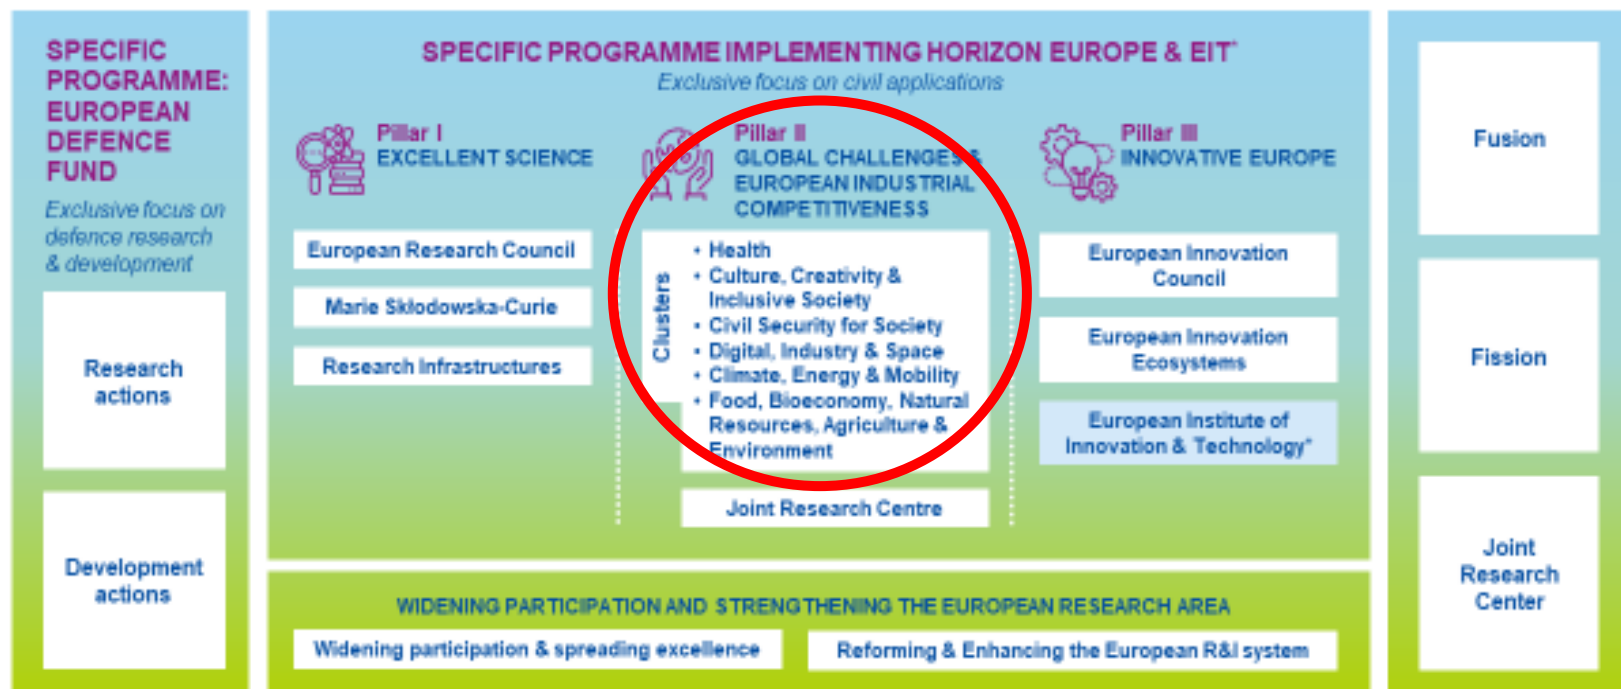 SPECIFIC
PROGRAMME:
EUROPEAN
DEFENCE
FUND
Exclusive focus on
defence research
& development
Research
actions
Development
actions
SPECIFIC PROGRAMME IMPLEMENTING HORIZON EUROPE & EIT*
Exclusive focus on civil applications
Pillar I
EXCELLENT SCIENCE
European Research Council
Marie Skłodowska-Curie
Research Infrastructures
Pillar II
GLOBAL CHALLENGES &
EUROPEAN INDUSTRIAL
COMPETITIVENESS
Clusters
• Health
• Culture, Creativity &
Inclusive Society
• Civil Security for Society
• Digital, Industry & Space
• Climate, Energy & Mobility
• Food, Bioeconomy, Natural
Resources, Agriculture &
Environment
Joint Research Centre
Pillar III
INNOVATIVE EUROPE
European Innovation
Council
European Innovation
Ecosystems
European Institute of
Innovation & Technology*
WIDENING PARTICIPATION AND STRENGTHENING THE EUROPEAN RESEARCH AREA
Widening participation & spreading excellence
Reforming & Enhancing the European R&I system
Fusion
Fission
Joint
Research
Center